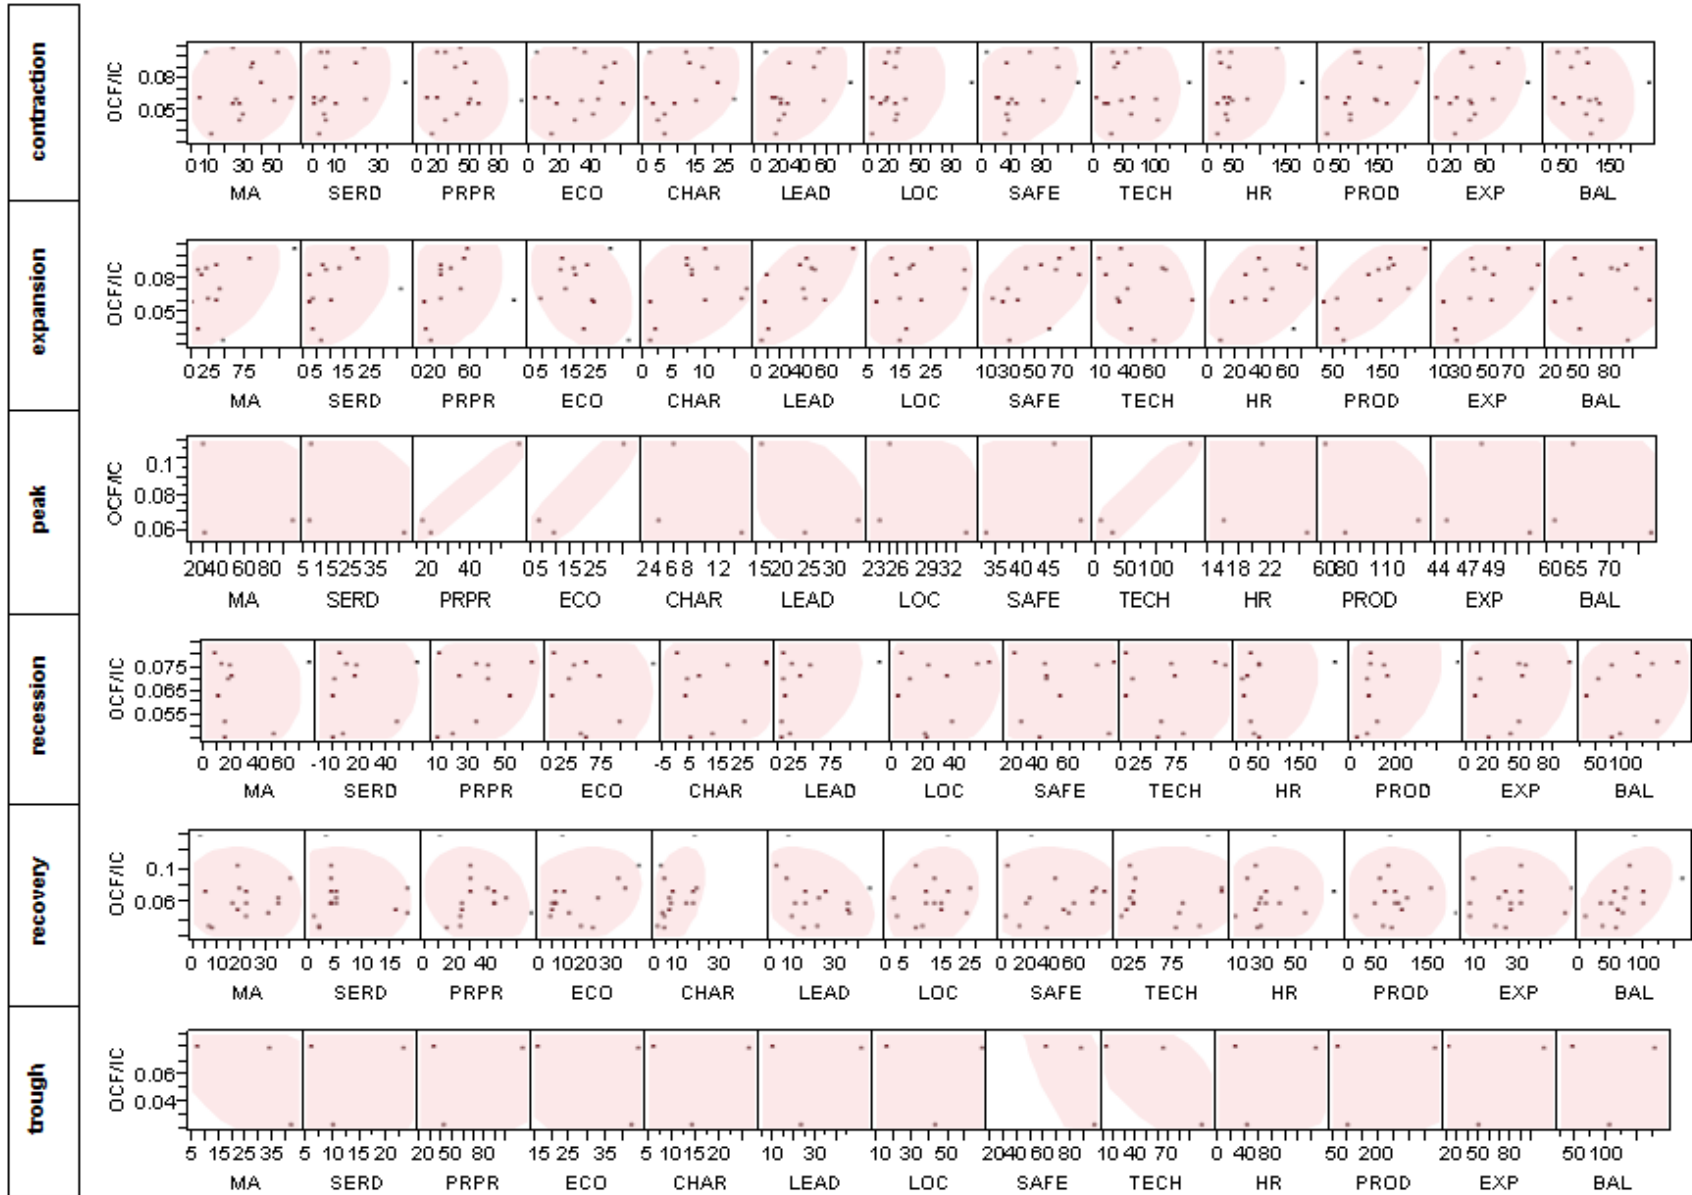 contraction
OCF/IC
0.08
0.05
0 10 30 50
0 10 30
0 20 50 80
0 20 40
0 5 15 25
0 20 40 60
0 20 50 80
0 40 80
0 50 100
0 50 150
0 50 150
0 20 60
0 50 150
MA SERD PRPR ECO CHAR LEAD LOC SAFE TECH HR PROD EXP BAL
expansion
OCF/IC
0.08
0.05
0 25 75
0 5 15 25
0 20 60
0 5 15 25
0 5 10
0 20 40 60
5 15 25
10 30 50 70
10 40 60
0 20 40 60
50 150
10 30 50 70
20 50 80
MA SERD PRPR ECO CHAR LEAD LOC SAFE TECH HR PROD EXP BAL
peak
OCF/IC
0.1
0.08
0.06
20 40 60 80
5 15 25 35
20 40
0 5 15 25
2 4 6 8 12
15 20 25 30
23 26 29 32
35 40 45
0 50 100
14 18 22
60 80 110
44 47 49
60 65 70
MA SERD PRPR ECO CHAR LEAD LOC SAFE TECH HR PROD EXP BAL
recession
OCF/IC
0.075
0.065
0.055
0 20 40 60
-10 20 40
10 30 50
0 25 75
-5 5 15 25
0 25 75
0 20 40
20 40 60
0 25 75
0 50 150
0 200
0 20 50 80
50 100
MA SERD PRPR ECO CHAR LEAD LOC SAFE TECH HR PROD EXP BAL
recovery
OCF/IC
0.1
0.06
0 10 20 30
0 5 10 15
0 20 40
0 10 20 30
0 10 30
0 10 30
0 5 15 25
0 20 40 60
0 25 75
10 30 50
0 50 150
10 30
0 50 100
MA SERD PRPR ECO CHAR LEAD LOC SAFE TECH HR PROD EXP BAL
trough
OCF/IC
0.06
0.04
5 15 25 35
5 10 15 20
20 50 80
15 25 35
5 10 15 20
10 30
10 30 50
20 40 60 80
10 40 70
0 40 80
50 200
20 50 80
50 100
MA SERD PRPR ECO CHAR LEAD LOC SAFE TECH HR PROD EXP BAL